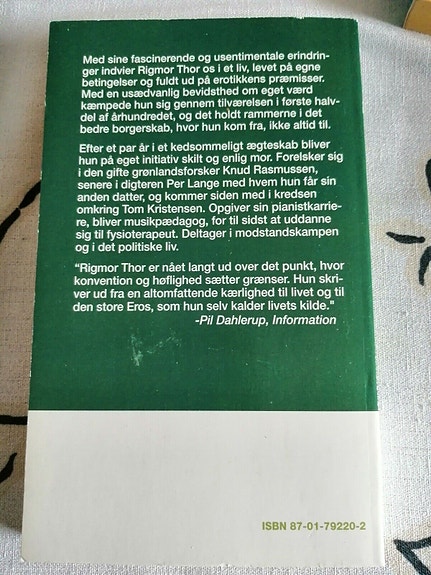 Med sine fascinerende og usentimentale erindrin-
ger indvier Rigmor Thor os i et liv, levet på egne
betingelser og fuldt ud på erotikkens præmisser.
Med en usædvanlig bevidsthed om eget værd
kæmpede hun sig gennem tilværelsen i første halv-
del af århundredet, og det holdt rammerne i det
bedre borgerskab, hvor hun kom fra, ikke altid til.
Efter et par år i et kedsommeligt ægteskab bliver
hun på eget initiativ skilt og enlig mor. Forelsker sig
i den gifte grønlandsforsker Knud Rasmussen,
senere i digteren Per Lange med hvem hun får sin
anden datter, og kommer siden med i kredsen
omkring Tom Kristensen. Opgiver sin pianistkarrie-
re, bliver musikpædagog, for til sidst at uddanne
sig til fysioterapeut. Deltager i modstandskampen
og i det politiske liv.
"Rigmor Thor er nået langt ud over det punkt, hvor
konvention og høflighed sætter grænser. Hun skri-
ver ud fra en altomfattende kærlighed til livet og til
den store Eros, som hun selv kalder livets kilde."
-Pil Dahlerup, Information
ISBN 87-01-79220-2